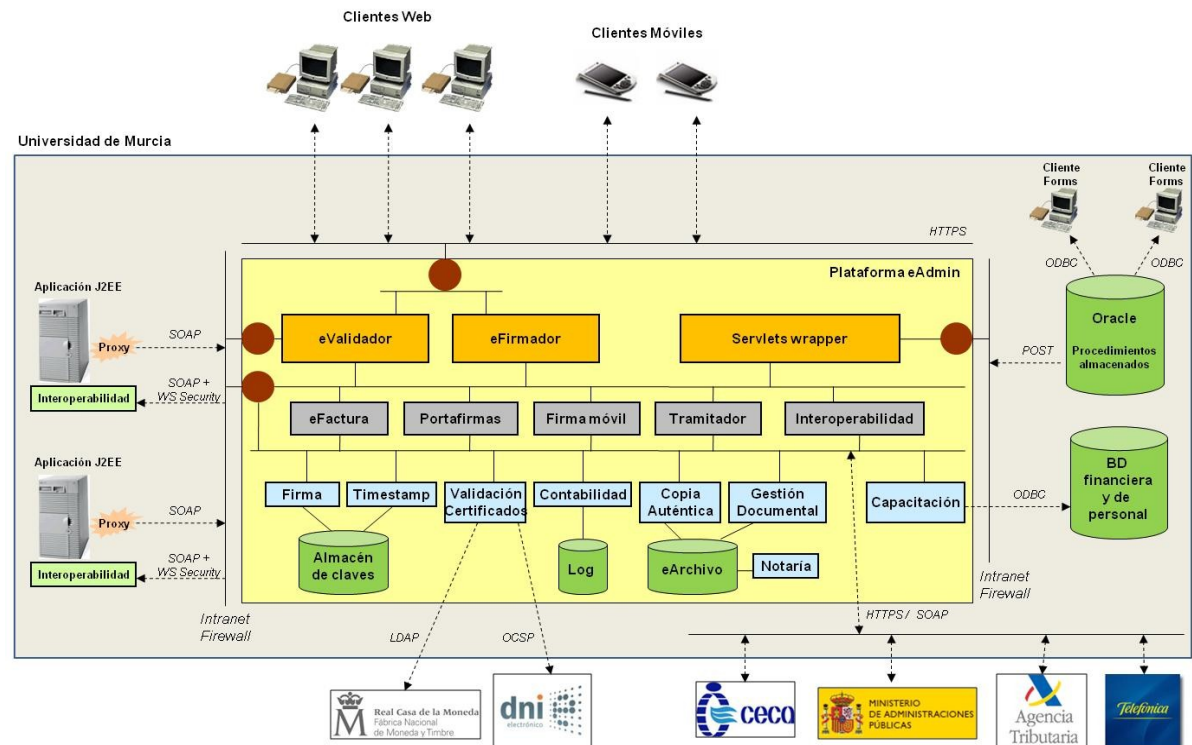 Clientes Web
Clientes Móviles
Universidad de Murcia
Cliente
Forms
Cliente
Forms
HTTPS
ODBC
ODBC
Plataforma eAdmin
Aplicación J2EE
SOAP
Proxy
SOAP +
WS Security
Interoperabilidad
eValidador
eFirmador
Servlets wrapper
POST
Oracle
Procedimientos
almacenados
eFactura
Portafirmas
Firma móvil
Tramitador
Interoperabilidad
Aplicación J2EE
SOAP
Proxy
SOAP +
WS Security
Interoperabilidad
Firma
Timestamp
Validación
Certificados
Contabilidad
Copia
Auténtica
Gestión
Documental
Capacitación
ODBC
BD
financiera
y de
personal
Almacén
de claves
Log
eArchivo
Notaría
Intranet
Firewall
Intranet
Firewall
LDAP
OCSP
HTTPS / SOAP
Real Casa de la Moneda
Fábrica Nacional
de Moneda y Timbre
dni
electrónico
ceca
MINISTERIO
DE ADMINISTRACIONES
PÚBLICAS
Agencia
Tributaria
Telefónica